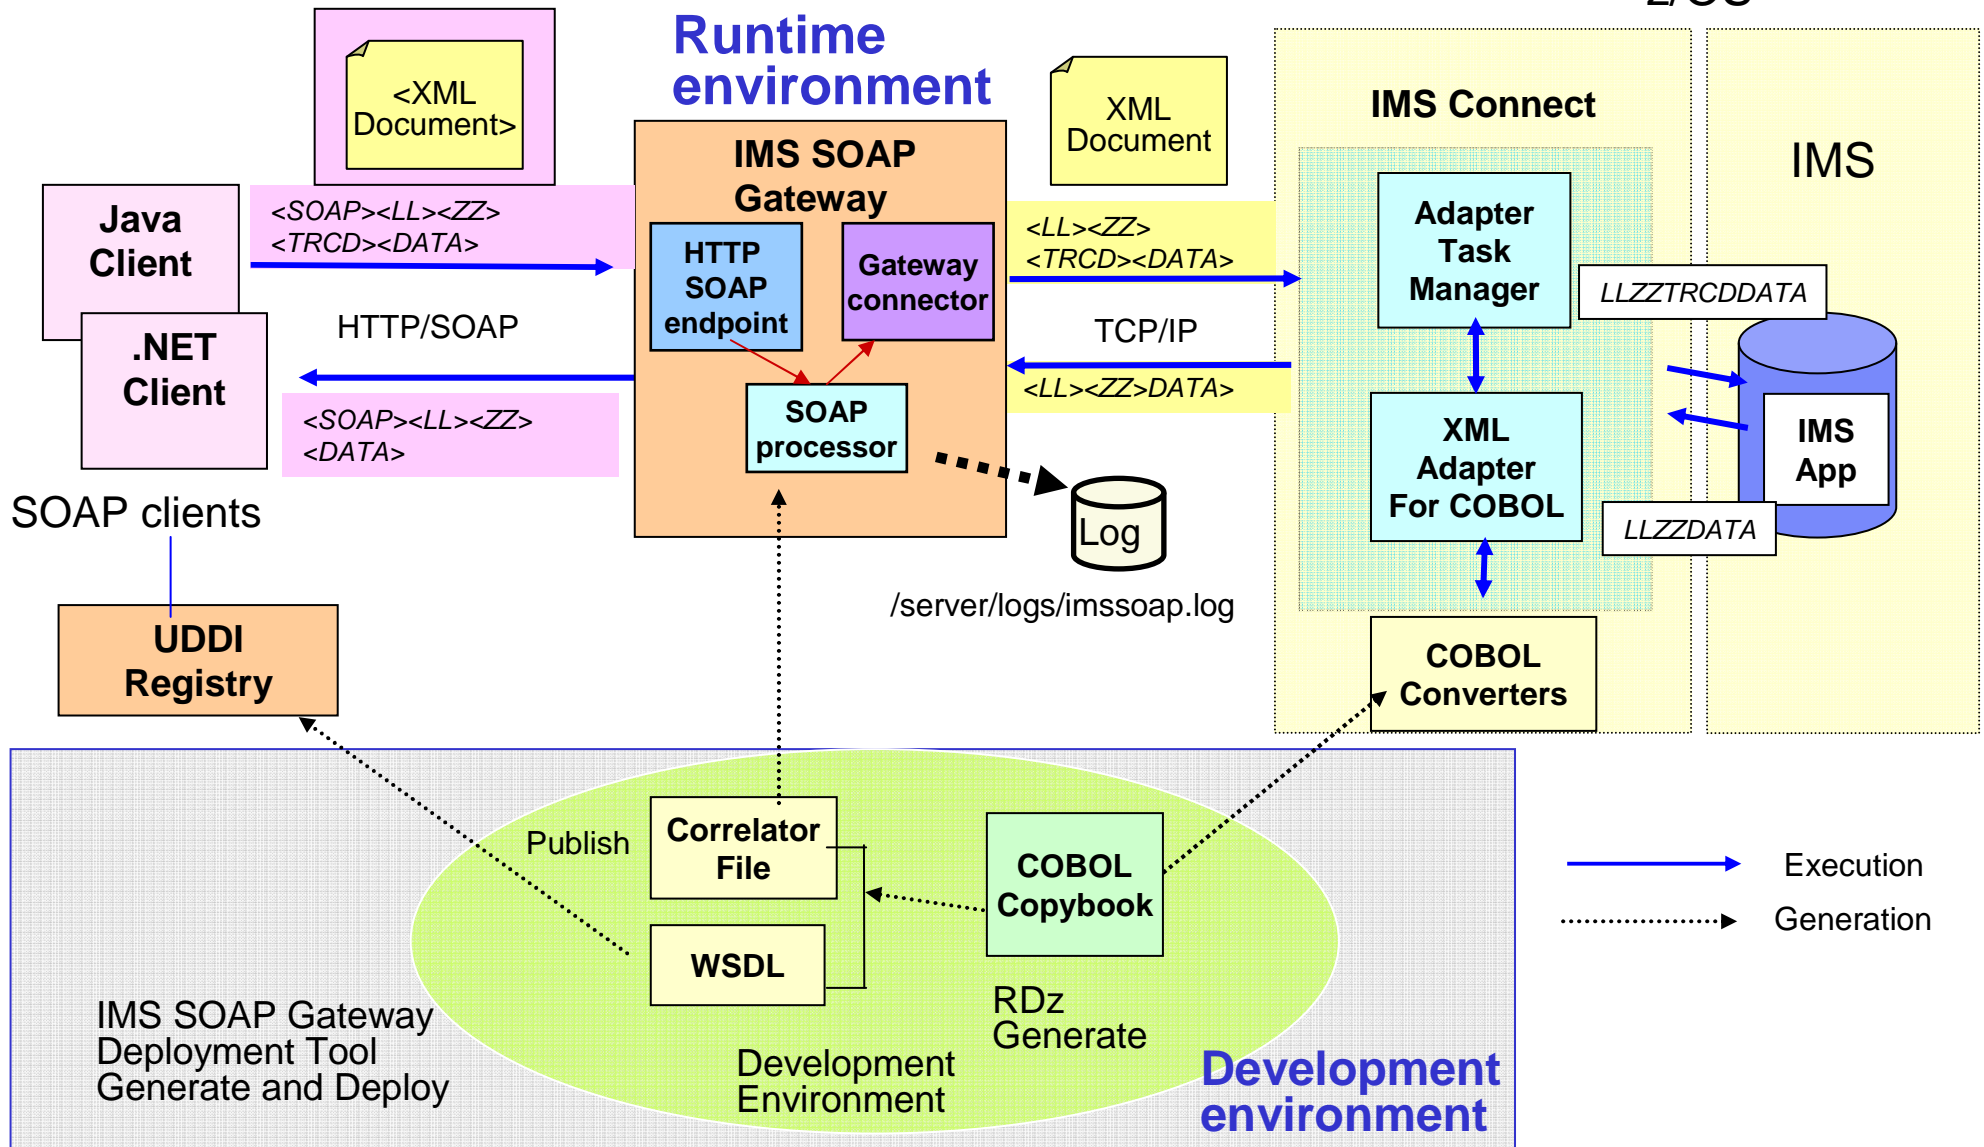 z/OS
Runtime
environment
<XML
Document>
XML
Document
IMS Connect
IMS
IMS SOAP
Gateway
Java
Client
<SOAP><LL><ZZ>
<TRCD><DATA>
HTTP
SOAP
endpoint
Gateway
connector
<LL><ZZ>
<TRCD><DATA>
Adapter
Task
Manager
LLZZTRCDDATA
.NET
Client
HTTP/SOAP
TCP/IP
<SOAP><LL><ZZ>
<DATA>
SOAP
processor
<LL><ZZ>DATA>
XML
Adapter
For COBOL
IMS
App
LLZZDATA
SOAP clients
Log
/server/logs/imssoap.log
UDDI
Registry
COBOL
Converters
Publish
Correlator
File
COBOL
Copybook
WSDL
Execution
Generation
RDz
Generate
IMS SOAP Gateway
Deployment Tool
Generate and Deploy
Development
Environment
Development
environment